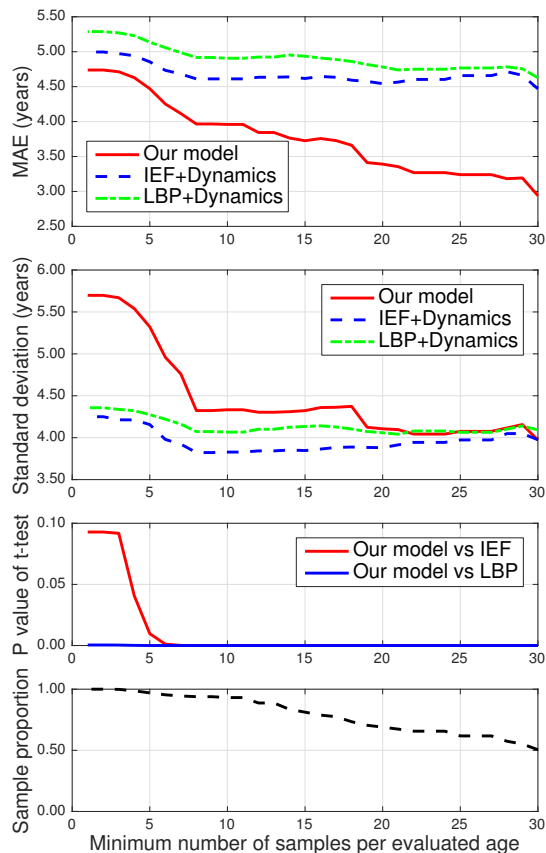 MAE (years)
5.50
5.00
4.50
4.00
3.50
3.00
2.50
Our model
IEF+Dynamics
LBP+Dynamics
0 5 10 15 20 25 30
Standard deviation (years)
6.00
5.50
5.00
4.50
4.00
3.50
Our model
IEF+Dynamics
LBP+Dynamics
0 5 10 15 20 25 30
P value of t-test
0.10
0.05
0.00
Our model vs IEF
Our model vs LBP
0 5 10 15 20 25 30
Sample proportion
1.00
0.50
0.00
0 5 10 15 20 25 30
Minimum number of samples per evaluated age